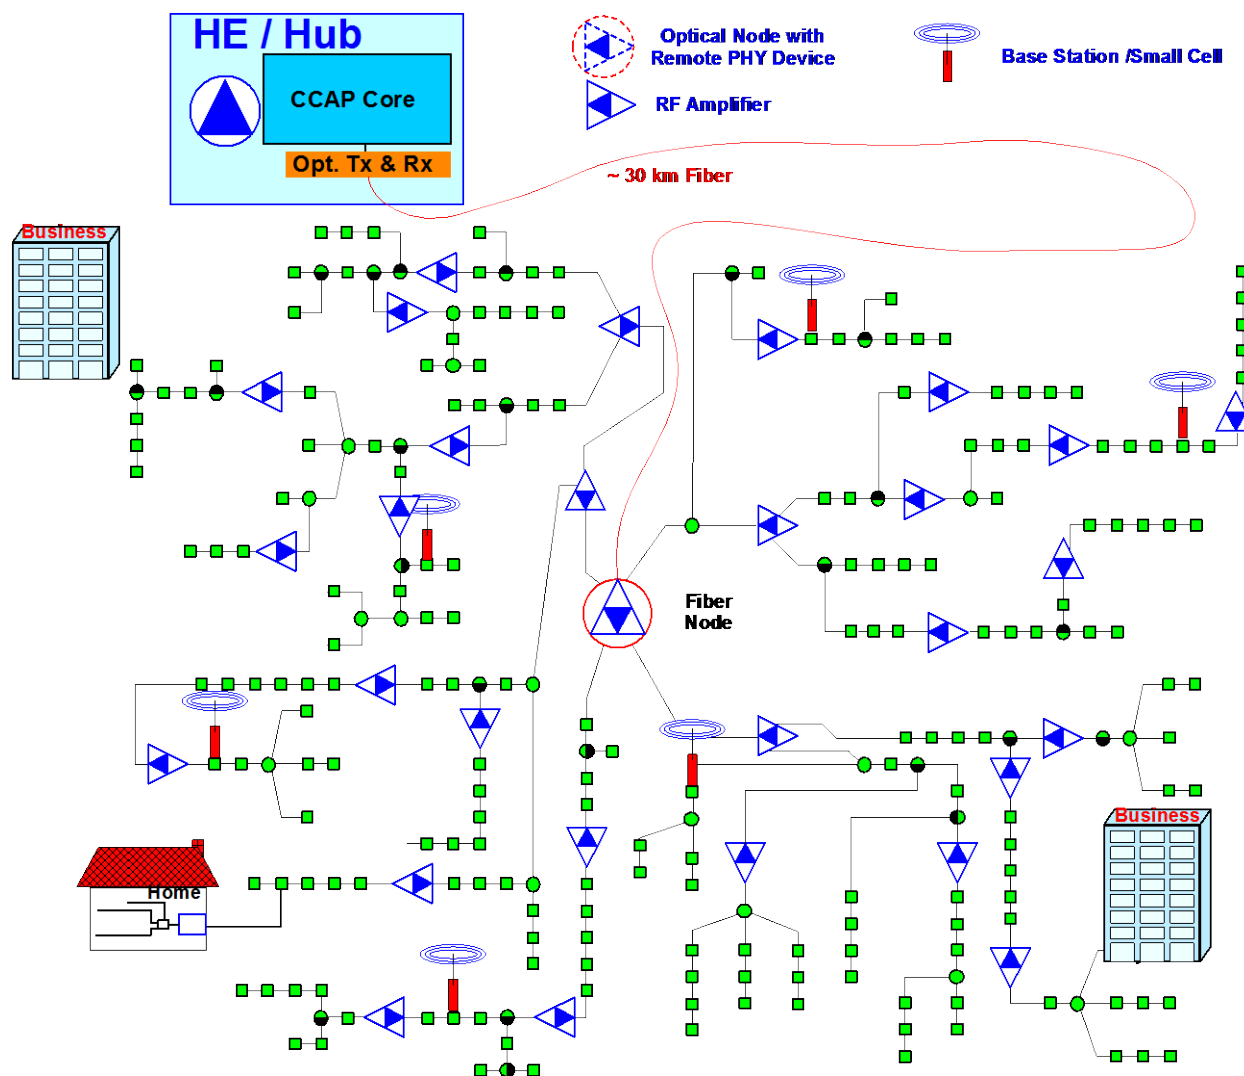 HE / Hub
CCAP Core
Opt. Tx & Rx
Optical Node with
Remote PHY Device
RF Amplifier
Base Station /Small Cell
~ 30 km Fiber
Business
Fiber
Node
Home
Business